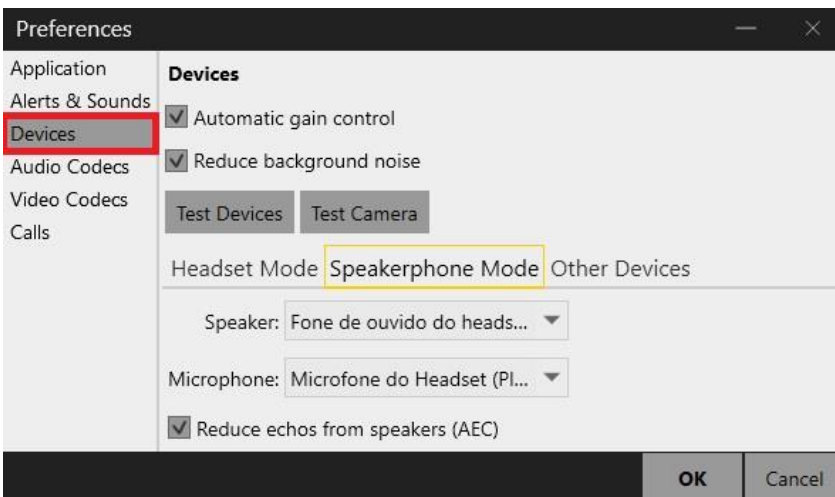 Preferences
Application
Alerts & Sounds
Devices
Audio Codecs
Video Codecs
Calls
Devices
Automatic gain control
Reduce background noise
Test Devices Test Camera
Headset Mode Speakerphone Mode Other Devices
Speaker: Fone de ouvido do heads...
Microphone: Microfone do Headset (Pl...
Reduce echos from speakers (AEC)
OK Cancel